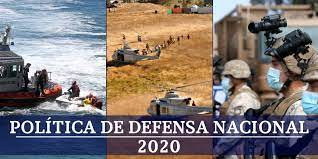 POLÍTICA DE DEFENSA NACIONAL
2020